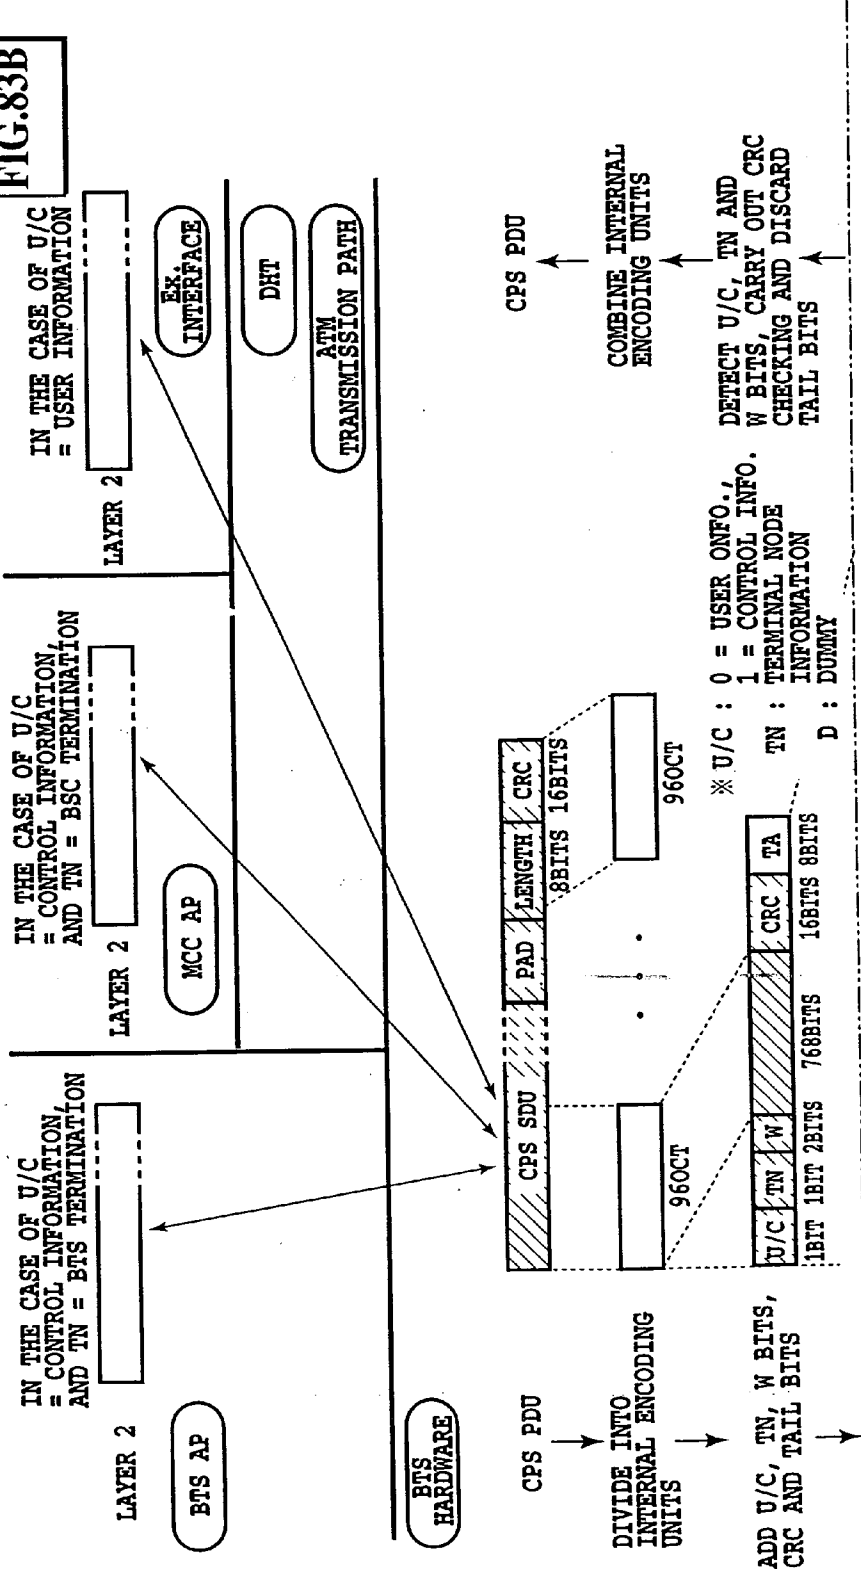 FIG.83B
IN THE CASE OF U/C
= CONTROL INFORMATION,
AND TN = BTS TERMINATION
LAYER 2
BTS AP
IN THE CASE OF U/C
= CONTROL INFORMATION,
AND TN = BSC TERMINATION
LAYER 2
MCC AP
IN THE CASE OF U/C
= USER INFORMATION
LAYER 2
EX.
INTERFACE
DHT
ATM
TRANSMISSION PATH
BTS
HARDWARE
CPS PDU
DIVIDE INTO
INTERNAL ENCODING
UNITS
ADD U/C, TN, W BITS,
CRC AND TAIL BITS
CPS SDU
PAD
LENGTH
CRC
8BITS 16BITS
96OCT
96OCT
U/C
TN
W
CRC
TA
1BIT 1BIT 2BITS 768BITS 16BITS 8BITS
CPS PDU
COMBINE INTERNAL
ENCODING UNITS
DETECT U/C, TN AND
W BITS, CARRY OUT CRC
CHECKING AND DISCARD
TAIL BITS
※ U/C : 0 = USER ONFO.,
1 = CONTROL INFO.
TN : TERMINAL NODE
INFORMATION
D : DUMMY